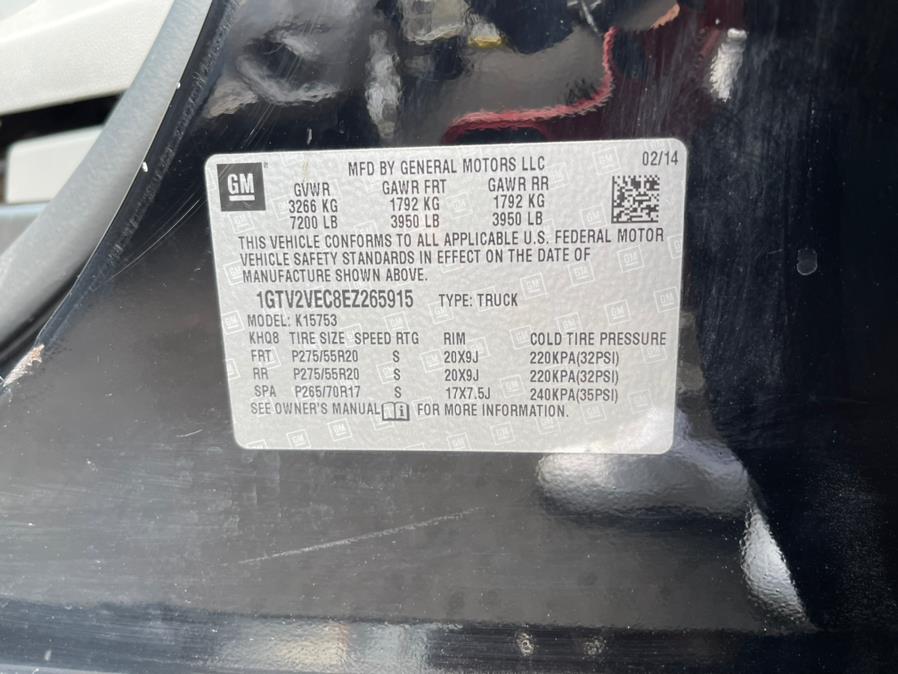 GM
MFD BY GENERAL MOTORS LLC 02/14
GVWR GAWR FRT GAWR RR
3266 KG 1792 KG 1792 KG
7200 LB 3950 LB 3950 LB
THIS VEHICLE CONFORMS TO ALL APPLICABLE U.S. FEDERAL MOTOR
VEHICLE SAFETY STANDARDS IN EFFECT ON THE DATE OF
MANUFACTURE SHOWN ABOVE.
1GTV2VEC8EZ265915 TYPE: TRUCK
MODEL: K15753
KHQ8 TIRE SIZE SPEED RTG RIM COLD TIRE PRESSURE
FRT P275/55R20 S 20X9J 220KPA(32PSI)
RR P275/55R20 S 20X9J 220KPA(32PSI)
SPA P265/70R17 S 17X7.5J 240KPA(35PSI)
SEE OWNER'S MANUAL FOR MORE INFORMATION.